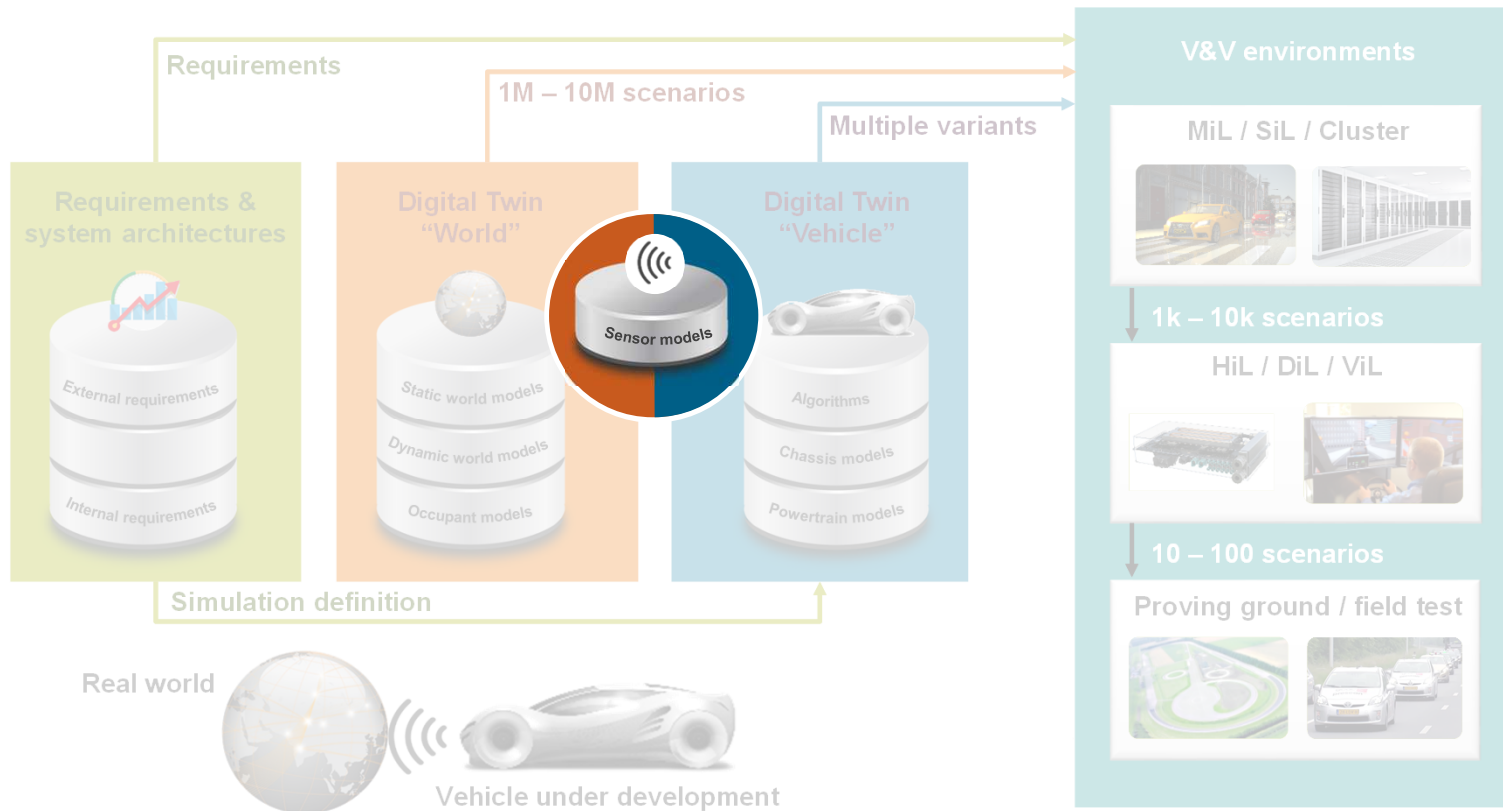 Requirements
1M – 10M scenarios
Multiple variants
Requirements &
system architectures
External requirements
Internal requirements
Digital Twin
“World”
Static world models
Dynamic world models
Occupant models
Sensor models
Digital Twin
“Vehicle”
Algorithms
Chassis models
Powertrain models
Simulation definition
Real world
Vehicle under development
V&V environments
MiL / SiL / Cluster
1k – 10k scenarios
HiL / DiL / ViL
10 – 100 scenarios
Proving ground / field test